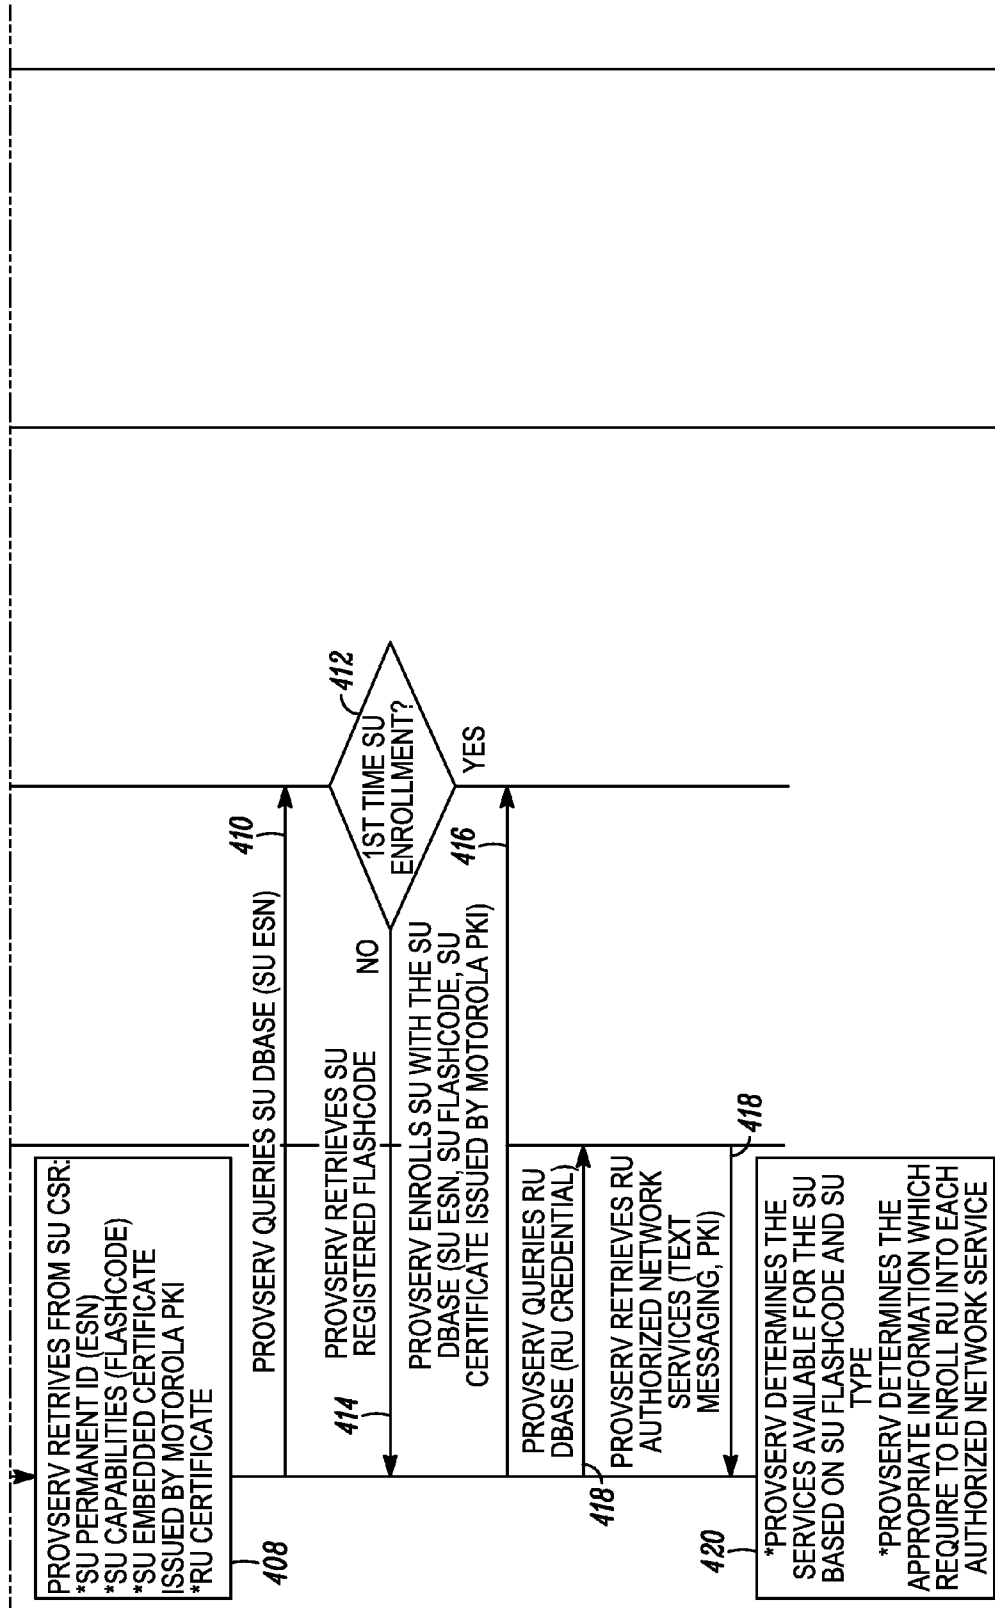 PROVSERV RETRIVES FROM SU CSR:
*SU PERMANENT ID (ESN)
*SU CAPABILITIES (FLASHCODE)
*SU EMBEDDED CERTIFICATE
ISSUED BY MOTOROLA PKI
*RU CERTIFICATE
408
PROVSERV QUERIES SU DBASE (SU ESN)
410
1ST TIME SU
ENROLLMENT?
412
NO
YES
PROVSERV RETRIEVES SU
REGISTERED FLASHCODE
414
PROVSERV ENROLLS SU WITH THE SU
DBASE (SU ESN, SU FLASHCODE, SU
CERTIFICATE ISSUED BY MOTOROLA PKI)
416
PROVSERV QUERIES RU
DBASE (RU CREDENTIAL)
418
PROVSERV RETRIEVES RU
AUTHORIZED NETWORK
SERVICES (TEXT
MESSAGING, PKI)
418
*PROVSERV DETERMINES THE
SERVICES AVAILABLE FOR THE SU
BASED ON SU FLASHCODE AND SU
TYPE
*PROVSERV DETERMINES THE
APPROPRIATE INFORMATION WHICH
REQUIRE TO ENROLL RU INTO EACH
AUTHORIZED NETWORK SERVICE
420